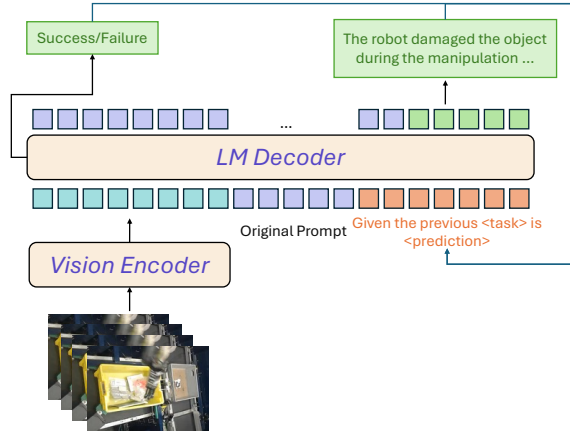 Success/Failure
The robot damaged the object
during the manipulation ...
...
LM Decoder
Original Prompt
Given the previous <task> is
<prediction>
Vision Encoder